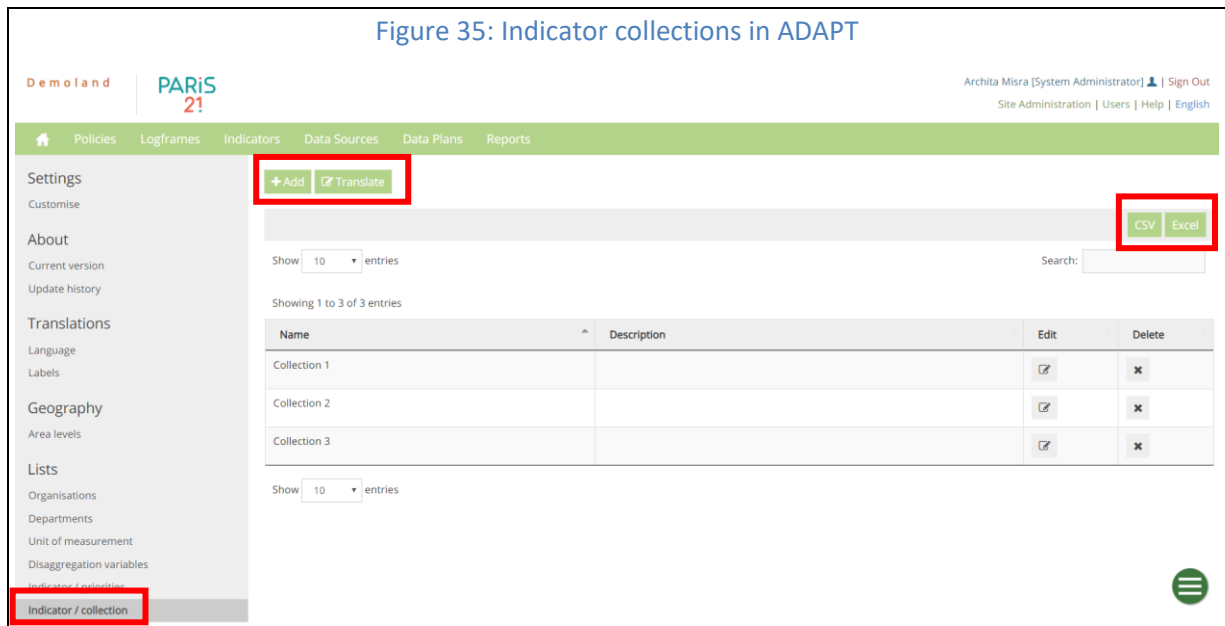 Figure 35: Indicator collections in ADAPT
Demoland
PARiS
21
Archita Misra [System Administrator] | Sign Out
Site Administration | Users | Help | English
Policies Logframes Indicators Data Sources Data Plans Reports
Settings
Customise
About
Current version
Update history
Translations
Language
Labels
Geography
Area levels
Lists
Organisations
Departments
Unit of measurement
Disaggregation variables
Indicator / priorities
Indicator / collection
+ Add Translate
CSV Excel
Show 10 entries
Search:
Showing 1 to 3 of 3 entries
Name Description Edit Delete
Collection 1
Collection 2
Collection 3
Show 10 entries